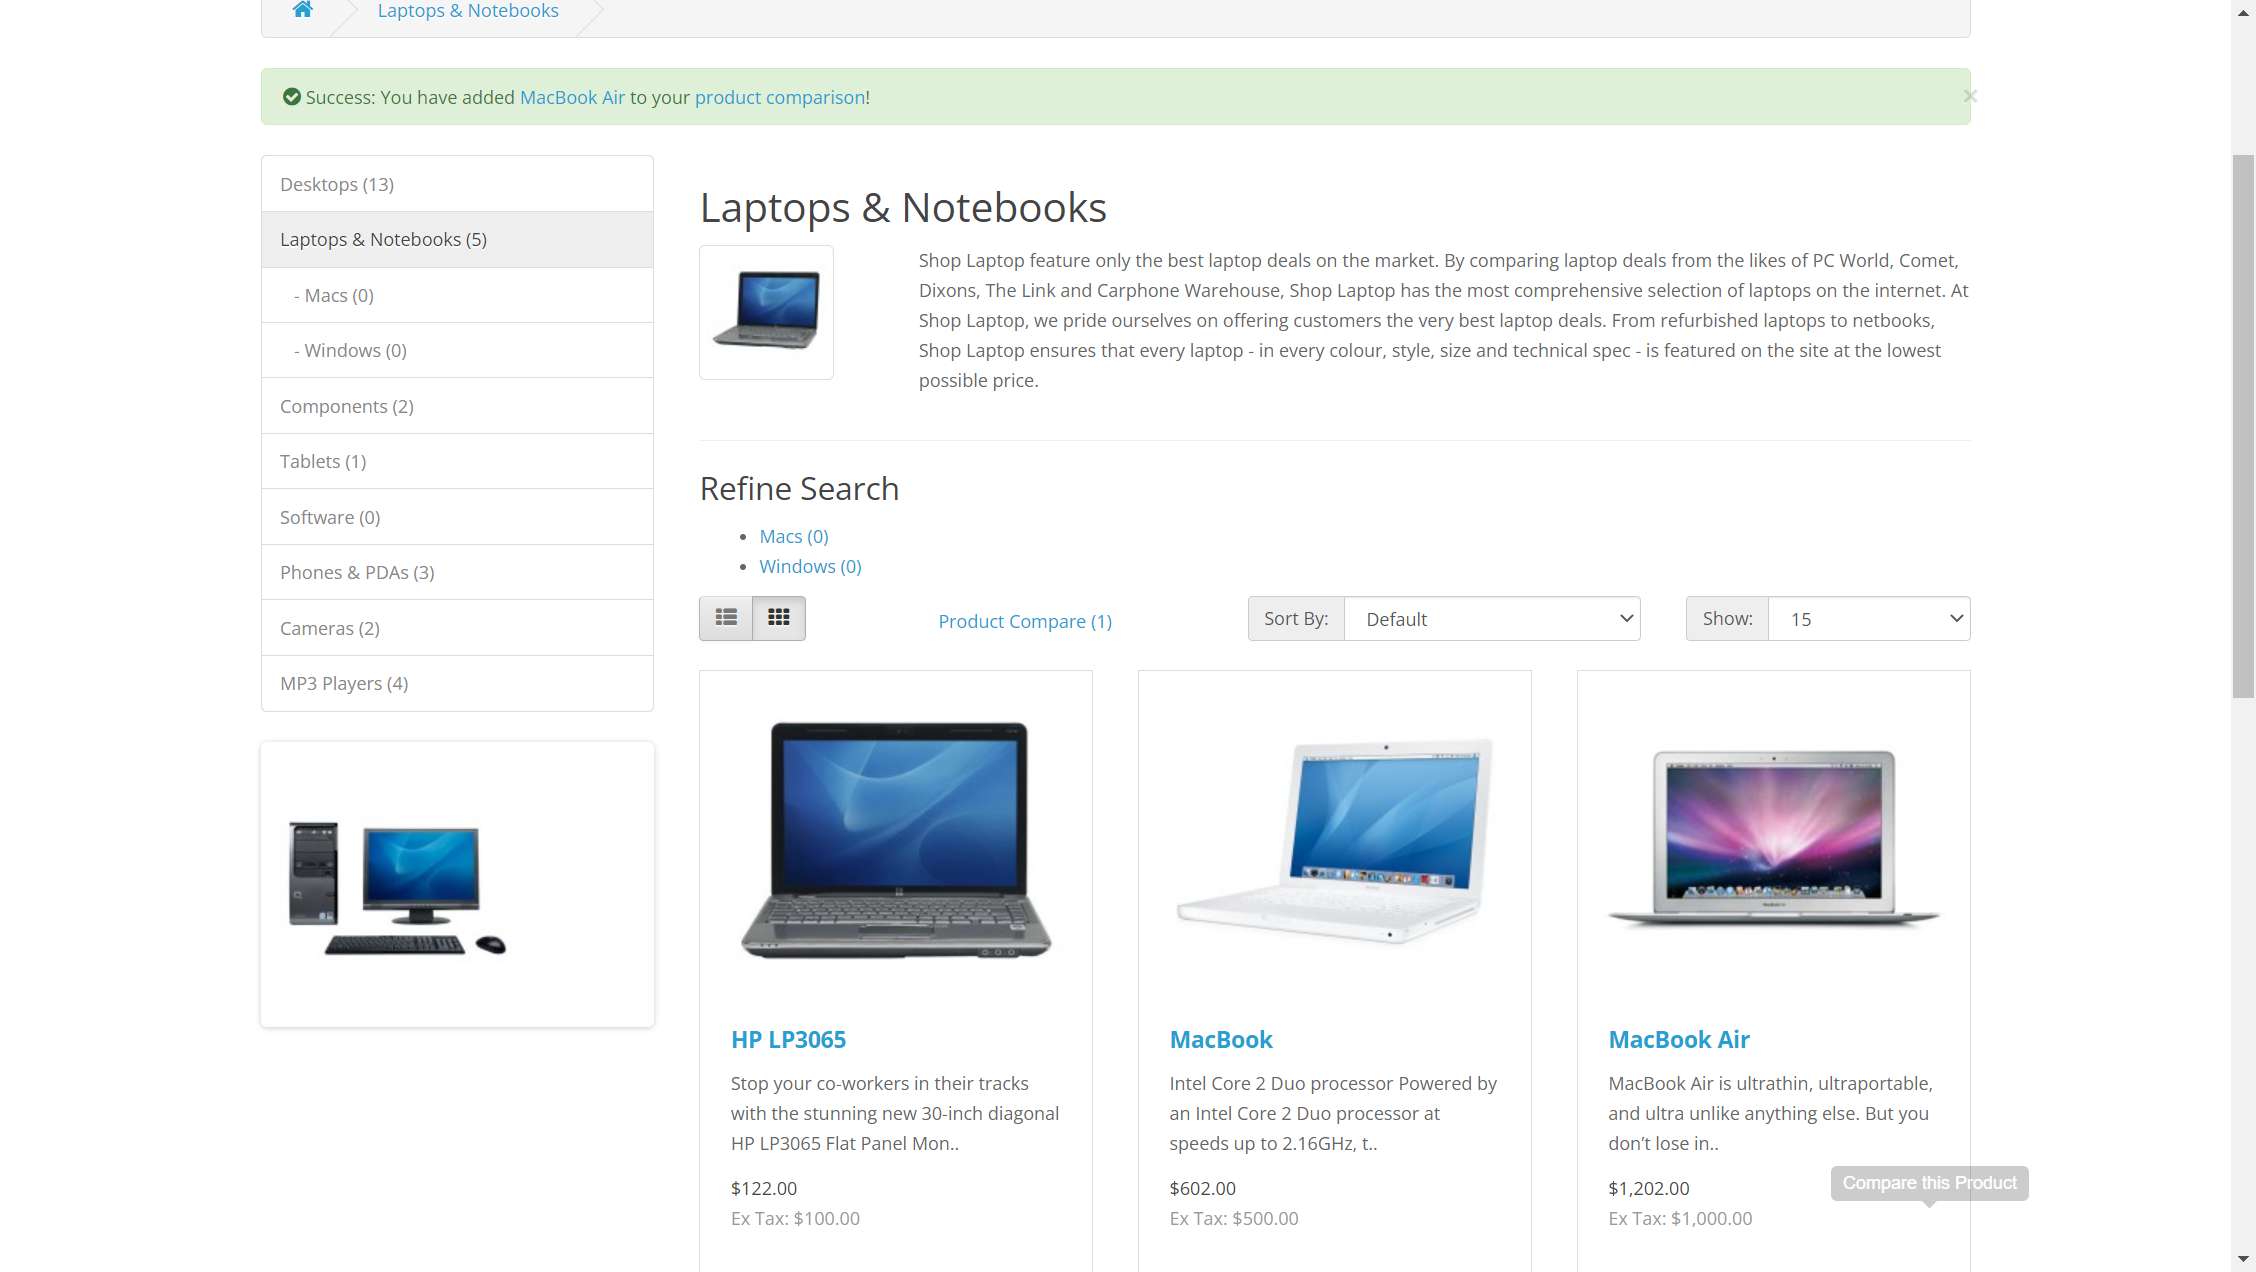 Laptops & Notebooks
Success: You have added MacBook Air to your product comparison!
×
Desktops (13)
Laptops & Notebooks (5)
- Macs (0)
- Windows (0)
Components (2)
Tablets (1)
Software (0)
Phones & PDAs (3)
Cameras (2)
MP3 Players (4)
Laptops & Notebooks
Shop Laptop feature only the best laptop deals on the market. By comparing laptop deals from the likes of PC World, Comet,
Dixons, The Link and Carphone Warehouse, Shop Laptop has the most comprehensive selection of laptops on the internet. At
Shop Laptop, we pride ourselves on offering customers the very best laptop deals. From refurbished laptops to netbooks,
Shop Laptop ensures that every laptop - in every colour, style, size and technical spec - is featured on the site at the lowest
possible price.
Refine Search
• Macs (0)
• Windows (0)
Product Compare (1)
Sort By: Default
Show: 15
HP LP3065
Stop your co-workers in their tracks
with the stunning new 30-inch diagonal
HP LP3065 Flat Panel Mon..
$122.00
Ex Tax: $100.00
MacBook
Intel Core 2 Duo processor Powered by
an Intel Core 2 Duo processor at
speeds up to 2.16GHz, t..
$602.00
Ex Tax: $500.00
MacBook Air
MacBook Air is ultrathin, ultraportable,
and ultra unlike anything else. But you
don’t lose in..
$1,202.00
Ex Tax: $1,000.00
Compare this Product